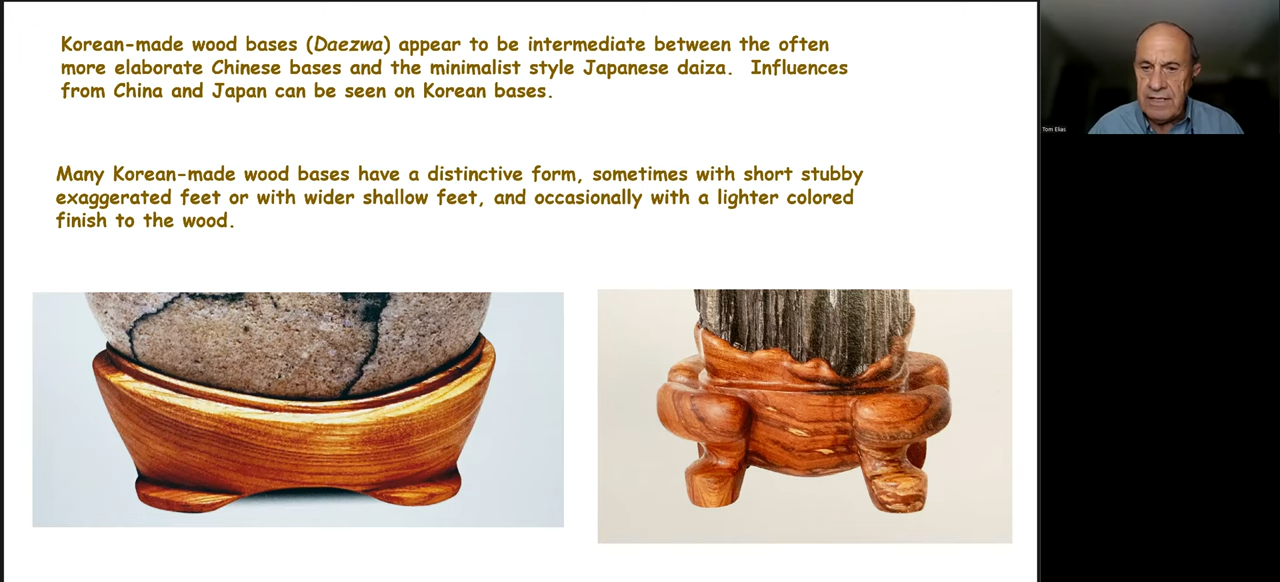 Korean-made wood bases (Daezwa) appear to be intermediate between the often
more elaborate Chinese bases and the minimalist style Japanese daiza.  Influences
from China and Japan can be seen on Korean bases.
Many Korean-made wood bases have a distinctive form, sometimes with short stubby
exaggerated feet or with wider shallow feet, and occasionally with a lighter colored
finish to the wood.
Tom Elias